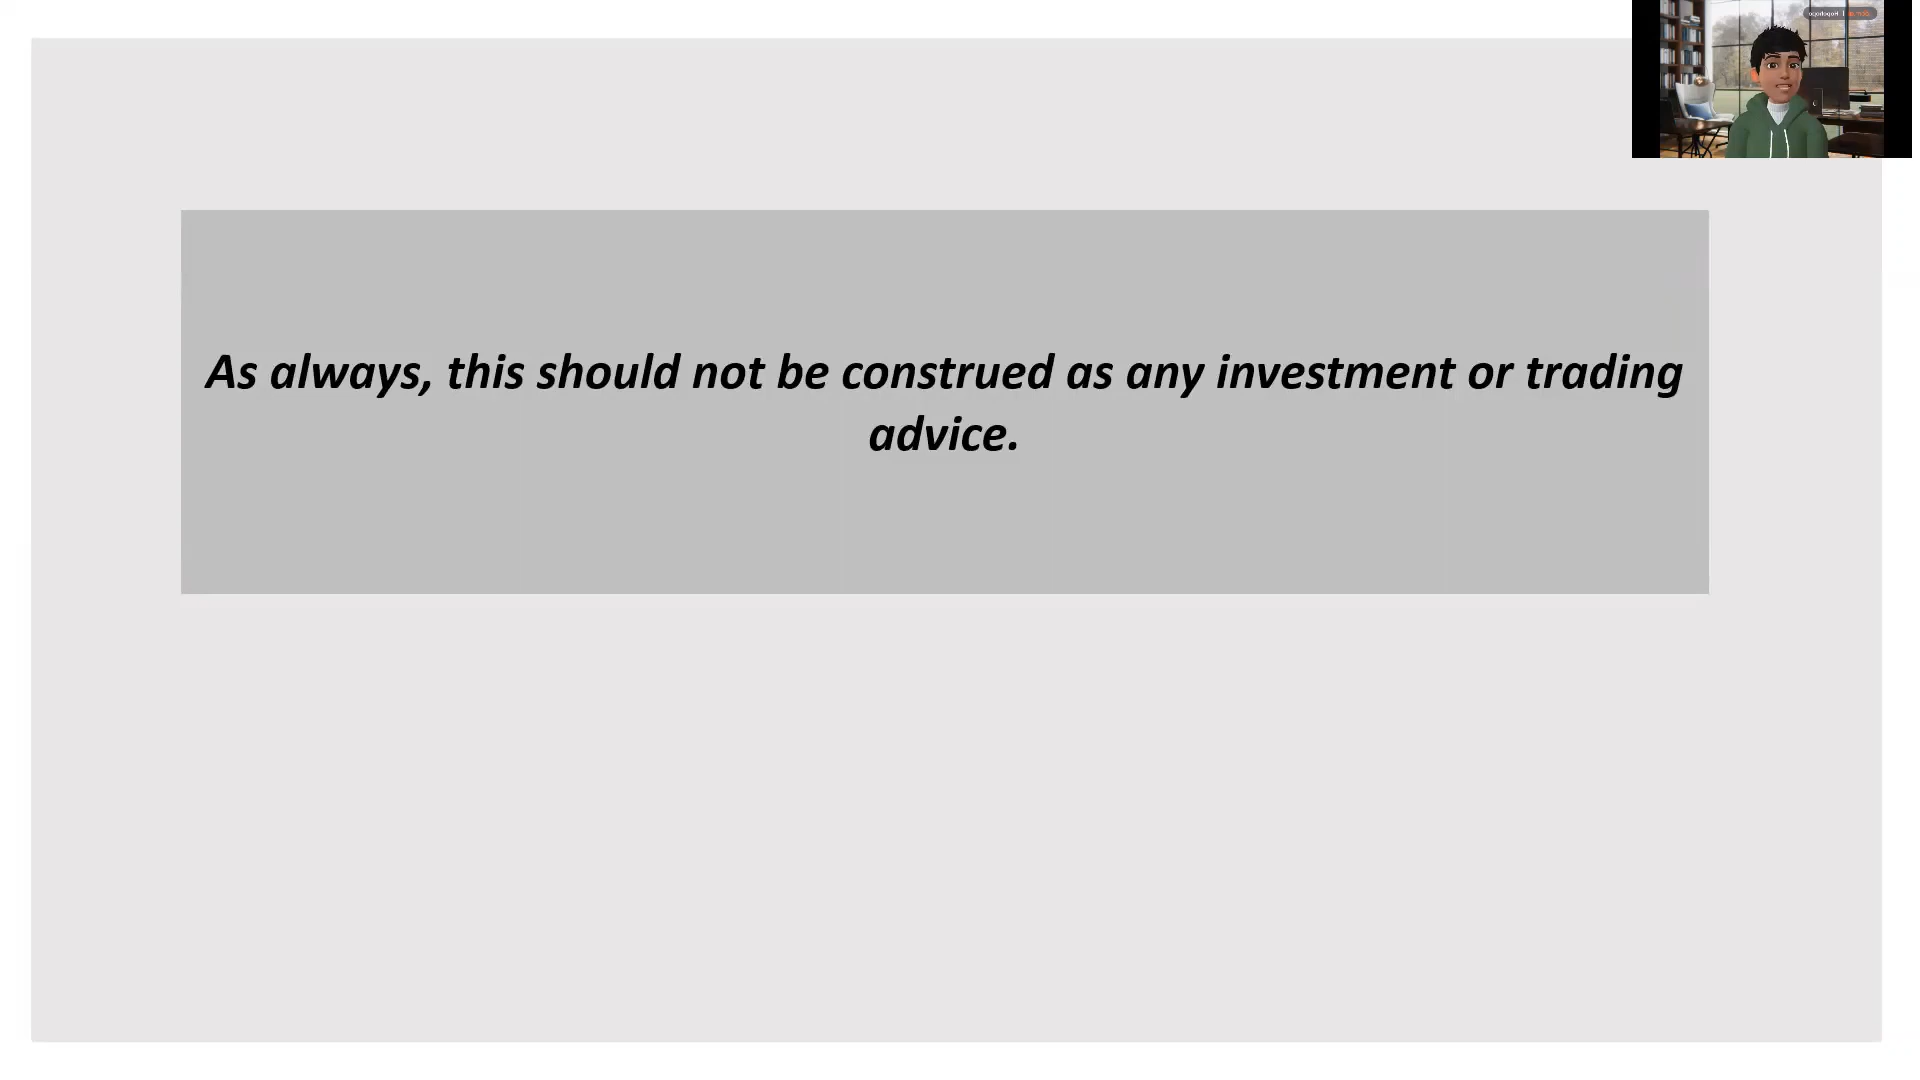 As always, this should not be construed as any investment or trading
advice.